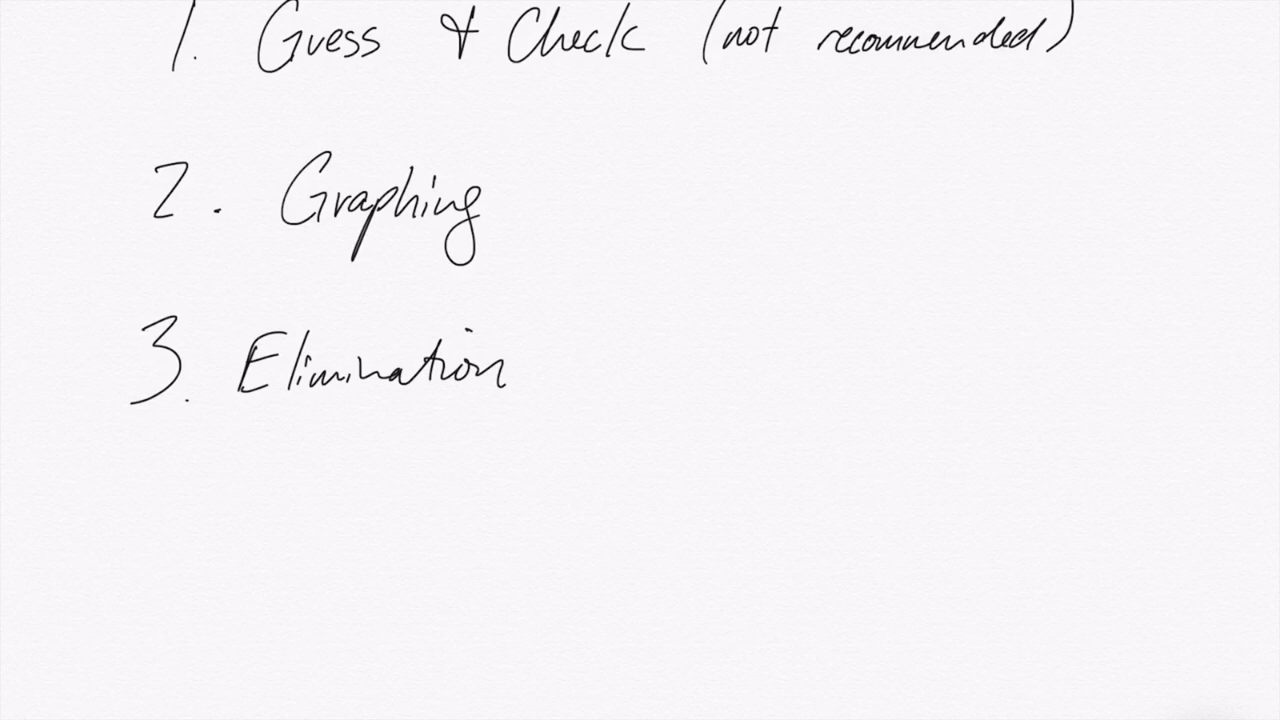 1. Guess & Check (not recommended)
2. Graphing
3. Elimination